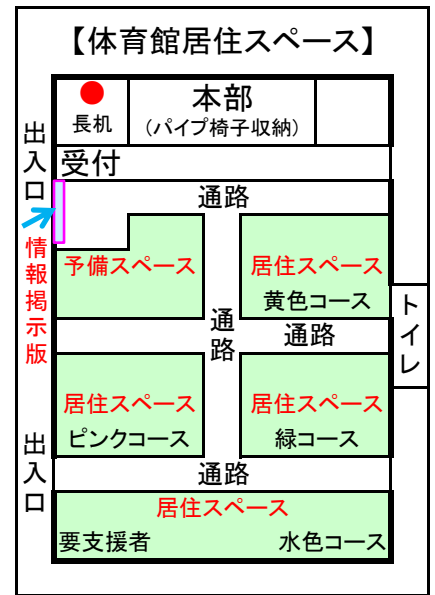 【体育館居住スペース】
長机
本部
（パイプ椅子収納）
出入口
受付
通路
情報掲示版
予備スペース
居住スペース
黄色コース
通路
通路
トイレ
居住スペース
ピンクコース
居住スペース
緑コース
出入口
通路
居住スペース
要支援者
水色コース